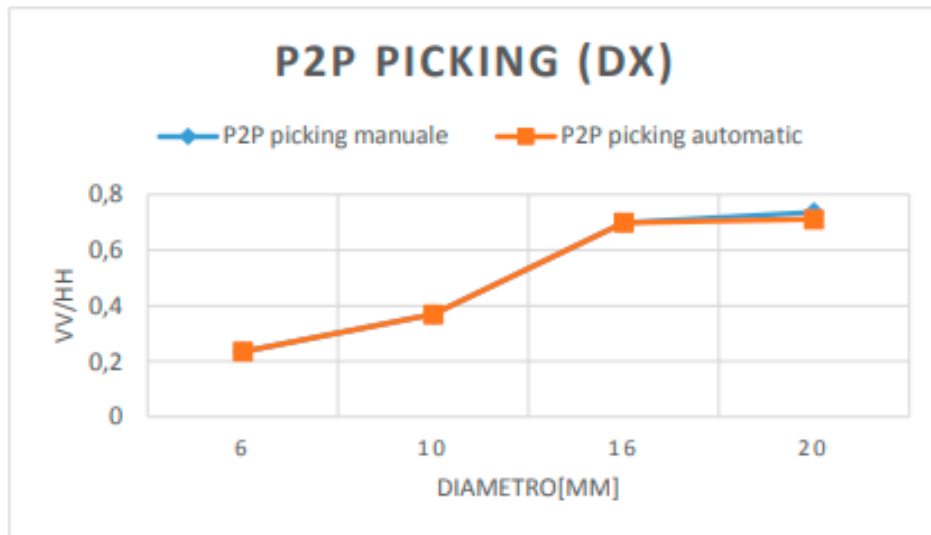 P2P PICKING (DX)
P2P picking manuale P2P picking automatic
0,8
0,6
0,4
0,2
0
VV/HH
6 10 16 20
DIAMETRO[MM]